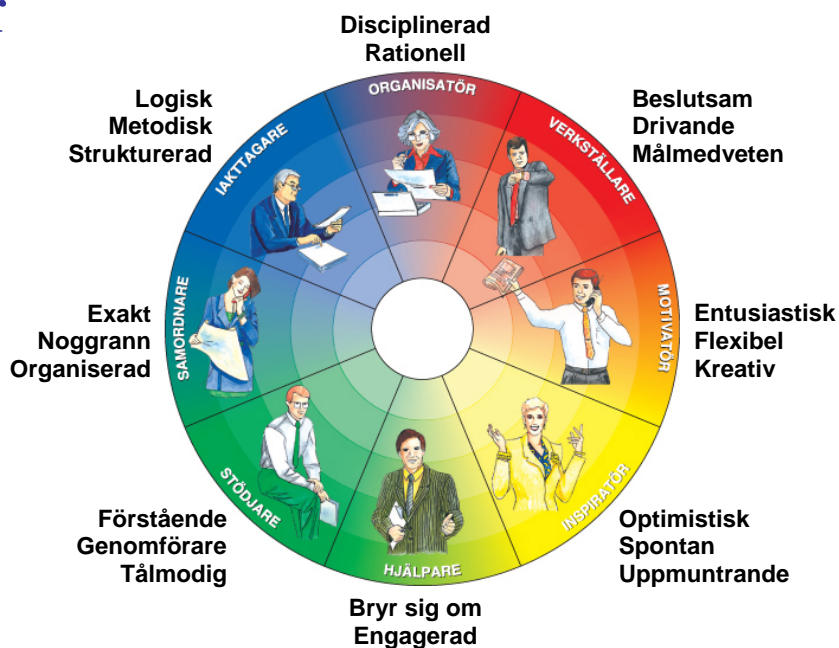 Disciplinerad
Rationell
ORGANISATÖR
Beslutsam
Drivande
Målmedveten
VERKSTÄLLARE
Entusiastisk
Flexibel
Kreativ
MOTIVATÖR
Optimistisk
Spontan
Uppmuntrande
INSPIRATÖR
HJÄLPARE
Bryr sig om
Engagerad
STÖDJARE
Förstående
Genomförare
Tålmodig
SAMORDNARE
Exakt
Noggrann
Organiserad
IAKTTAGARE
Logisk
Metodisk
Strukturerad